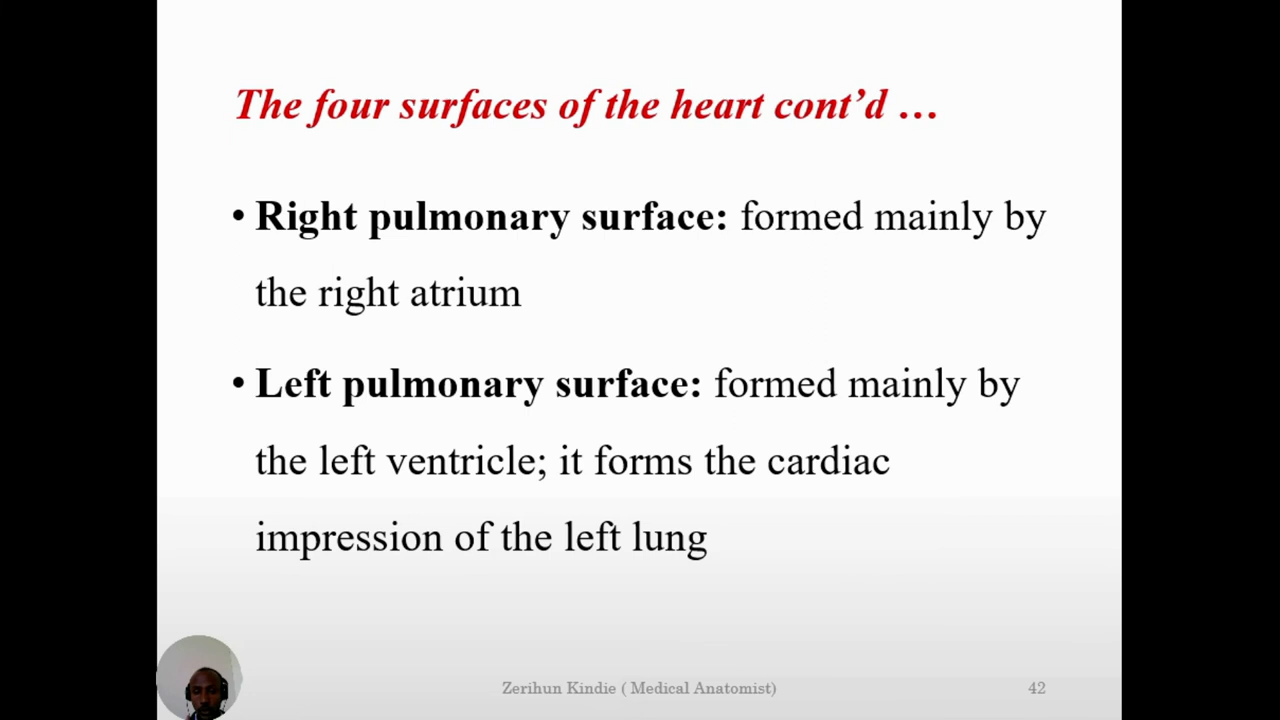 The four surfaces of the heart cont’d …
• Right pulmonary surface: formed mainly by
the right atrium
• Left pulmonary surface: formed mainly by
the left ventricle; it forms the cardiac
impression of the left lung
Zerihun Kindie ( Medical Anatomist)
42